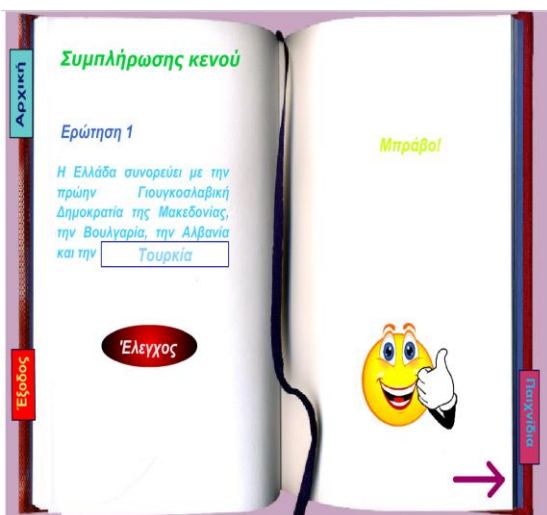 Αρχική
Συμπλήρωσης κενού
Ερώτηση 1
Η Ελλάδα συνορεύει με την
πρώην Γιουγκοσλαβική
Δημοκρατία της Μακεδονίας,
την Βουλγαρία, την Αλβανία
και την Τουρκία
Έλεγχος
Έξοδος
Μπράβο!
Παιχνίδια